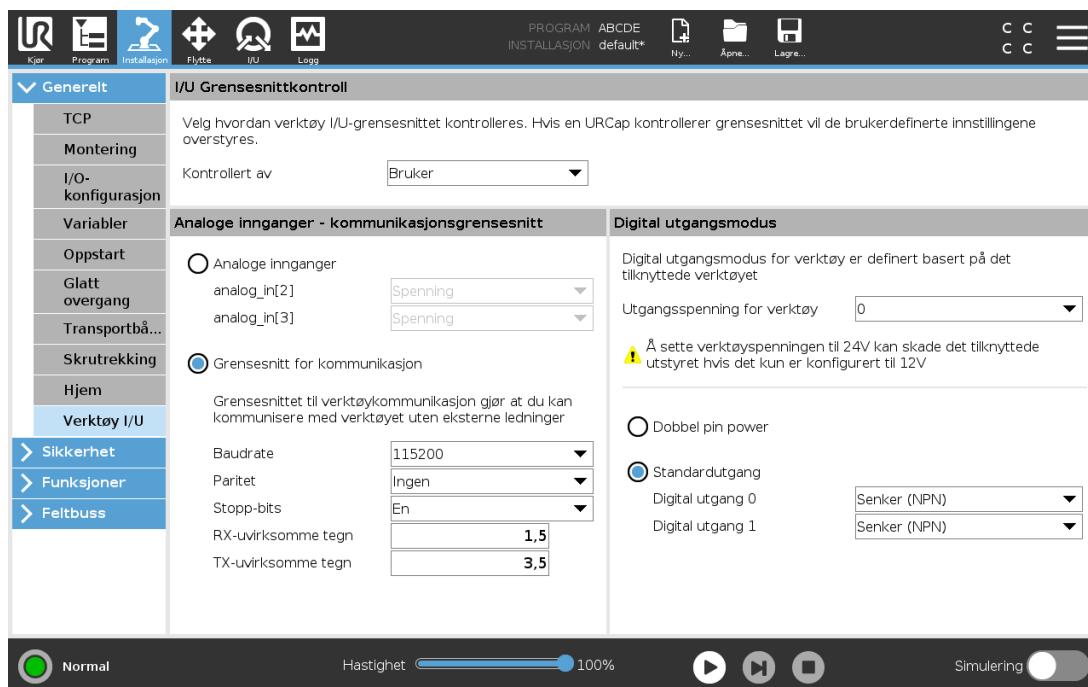 PROGRAM ABCDE
INSTALLASJON default*
C C
C C
UR
Kjør Program Installasjon Flytte I/U Logg Ny... Åpne... Lagre...
Generelt
TCP
Montering
I/O-
konfigurasjon
Variabler
Oppstart
Glatt
overgang
Transportbå...
Skrutrekking
Hjem
Verktøy I/U
Sikkerhet
Funksjoner
Feltbuss
I/U Grensesnittkontroll
Velg hvordan verktøy I/U-grensesnittet kontrolleres. Hvis en URCap kontrollerer grensesnittet vil de brukerdefinerte innstillingene
overstyres.
Kontrollert av Bruker
Analoge innganger - kommunikasjonsgrensesnitt
Analoge innganger
analog_in[2] Spenning
analog_in[3] Spenning
Grensesnitt for kommunikasjon
Grensesnittet til verktøykommunikasjon gjør at du kan
kommunisere med verktøyet uten eksterne ledninger
Baudrate 115200
Paritet Ingen
Stopp-bits En
RX-uvirksomme tegn 1,5
TX-uvirksomme tegn 3,5
Digital utgangsmodus
Digital utgangsmodus for verktøy er definert basert på det
tilknyttede verktøyet
Utgangsspenning for verktøy 0
Å sette verktøyspenningen til 24V kan skade det tilknyttede
utstyret hvis det kun er konfigurert til 12V
Dobbel pin power
Standardutgang
Digital utgang 0 Senker (NPN)
Digital utgang 1 Senker (NPN)
Normal Hastighet 100% Simulering